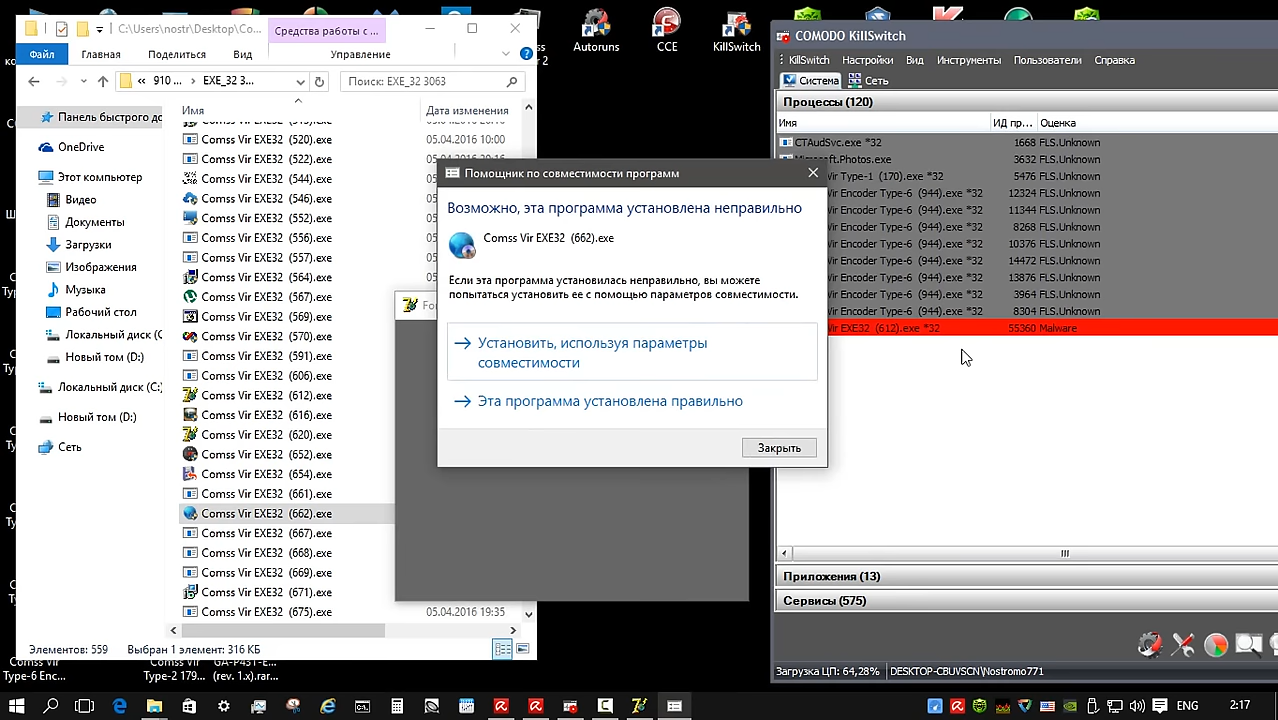 C:\Users\nostr\Desktop\Co...
Средства работы с ...
Файл
Главная
Поделиться
Вид
Управление
« 910 ... › EXE_32 3...
Поиск: EXE_32 3063
Панель быстрого до
OneDrive
Этот компьютер
Видео
Документы
Загрузки
Изображения
Музыка
Рабочий стол
Локальный диск (C
Новый том (D:)
Локальный диск (C:
Новый том (D:)
Сеть
Имя
Дата изменения
Comss Vir EXE32 (520).exe
05.04.2016 10:00
Comss Vir EXE32 (522).exe
Comss Vir EXE32 (544).exe
Comss Vir EXE32 (546).exe
Comss Vir EXE32 (552).exe
Comss Vir EXE32 (556).exe
Comss Vir EXE32 (557).exe
Comss Vir EXE32 (564).exe
Comss Vir EXE32 (567).exe
Comss Vir EXE32 (569).exe
Comss Vir EXE32 (570).exe
Comss Vir EXE32 (591).exe
Comss Vir EXE32 (606).exe
Comss Vir EXE32 (612).exe
Comss Vir EXE32 (616).exe
Comss Vir EXE32 (620).exe
Comss Vir EXE32 (652).exe
Comss Vir EXE32 (654).exe
Comss Vir EXE32 (661).exe
Comss Vir EXE32 (662).exe
Comss Vir EXE32 (667).exe
Comss Vir EXE32 (668).exe
Comss Vir EXE32 (669).exe
Comss Vir EXE32 (671).exe
Comss Vir EXE32 (675).exe
05.04.2016 19:35
Элементов: 559
Выбран 1 элемент: 316 КБ
Autoruns
CCE
KillSwitch
Помощник по совместимости программ
Возможно, эта программа установлена неправильно
Comss Vir EXE32 (662).exe
Если эта программа установилась неправильно, вы можете
попытаться установить ее с помощью параметров совместимости.
Установить, используя параметры
совместимости
Эта программа установлена правильно
Закрыть
COMODO KillSwitch
KillSwitch Настройки Вид Инструменты Пользователи Справка
Система
Сеть
Процессы (120)
Имя ИД пр... Оценка
CTAudSvc.exe *32 1668 FLS.Unknown
Microsoft.Photos.exe 3632 FLS.Unknown
Vir Type-1 (170).exe *32 5476 FLS.Unknown
Vir Encoder Type-6 (944).exe *32 12324 FLS.Unknown
Vir Encoder Type-6 (944).exe *32 11344 FLS.Unknown
Vir Encoder Type-6 (944).exe *32 8268 FLS.Unknown
Vir Encoder Type-6 (944).exe *32 10376 FLS.Unknown
Vir Encoder Type-6 (944).exe *32 14472 FLS.Unknown
Vir Encoder Type-6 (944).exe *32 13876 FLS.Unknown
Vir Encoder Type-6 (944).exe *32 3964 FLS.Unknown
Vir Encoder Type-6 (944).exe *32 8304 FLS.Unknown
Vir EXE32 (612).exe *32 55360 Malware
Приложения (13)
Сервисы (575)
Загрузка ЦП: 64,28%
DESKTOP-CBUVSCN\Nostromo771
Comss Vir
Type-6 Enc...
Comss Vir
Type-2 179...
GA-P431-E...
(rev. 1.x).rar...
ENG
2:17